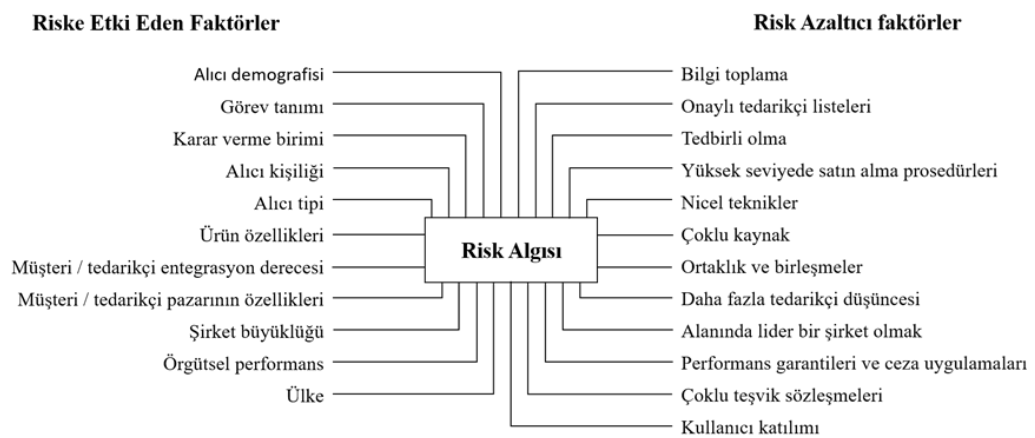 Riske Etki Eden Faktörler
Alıcı demografisi
Görev tanımı
Karar verme birimi
Alıcı kişiliği
Alıcı tipi
Ürün özellikleri
Müşteri / tedarikçi entegrasyon derecesi
Müşteri / tedarikçi pazarının özellikleri
Şirket büyüklüğü
Örgütsel performans
Ülke
Risk Algısı
Risk Azaltıcı faktörler
Bilgi toplama
Onaylı tedarikçi listeleri
Tedbirli olma
Yüksek seviyede satın alma prosedürleri
Nicel teknikler
Çoklu kaynak
Ortaklık ve birleşmeler
Daha fazla tedarikçi düşüncesi
Alanında lider bir şirket olmak
Performans garantileri ve ceza uygulamaları
Çoklu teşvik sözleşmeleri
Kullanıcı katılımı